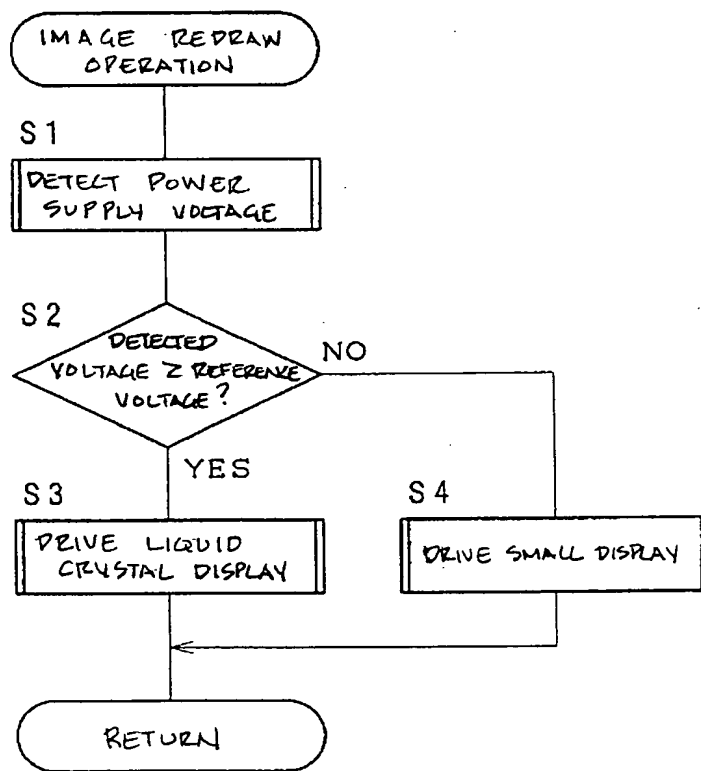 IMAGE REDRAW
OPERATION
S1
DETECT POWER
SUPPLY VOLTAGE
S2
DETECTED
VOLTAGE ≥ REFERENCE
VOLTAGE?
NO
YES
S3
DRIVE LIQUID
CRYSTAL DISPLAY
S4
DRIVE SMALL DISPLAY
RETURN